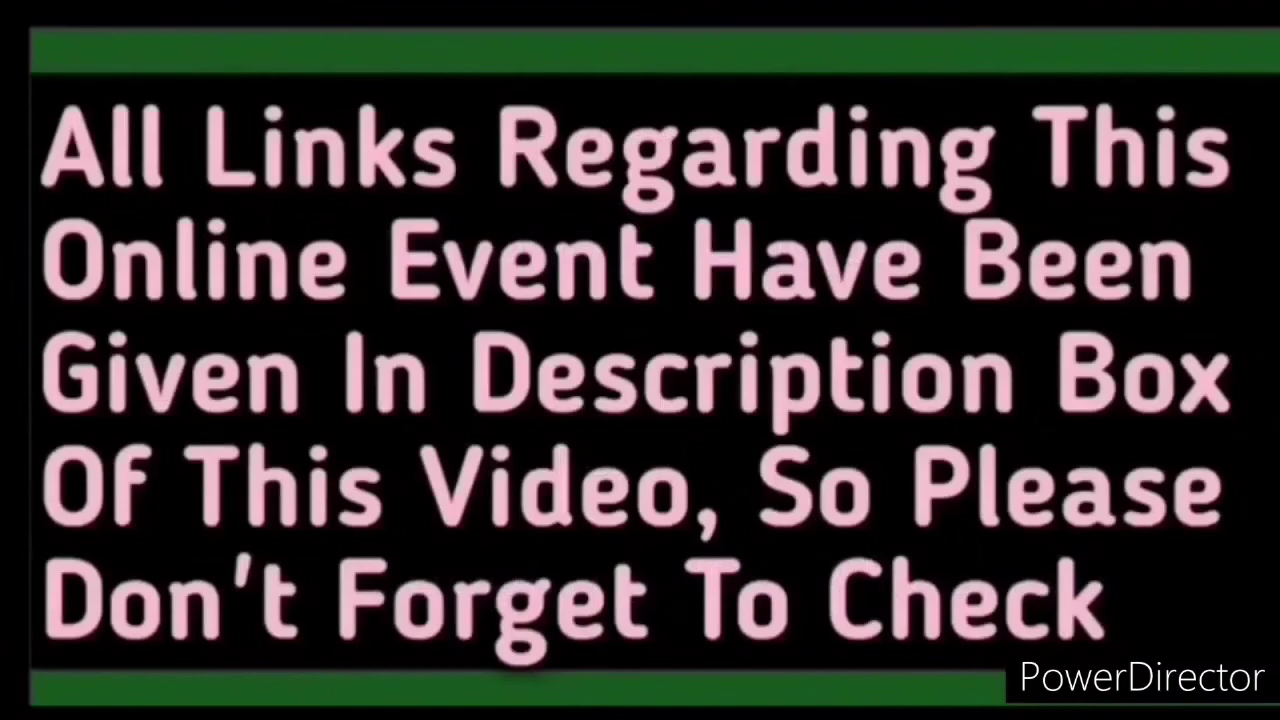 All Links Regarding This
Online Event Have Been
Given In Description Box
Of This Video, So Please
Don't Forget To Check
PowerDirector